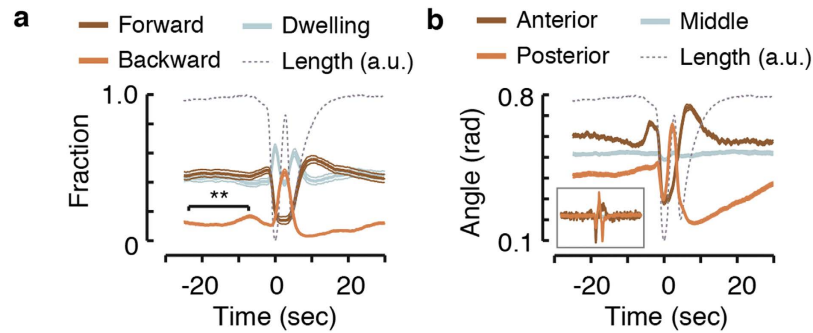 a
Forward
Dwelling
Backward
Length (a.u.)
1.0
Fraction
**
0
-20
0
20
Time (sec)
b
Anterior
Middle
Posterior
Length (a.u.)
0.8
Angle (rad)
0.1
-20
0
20
Time (sec)